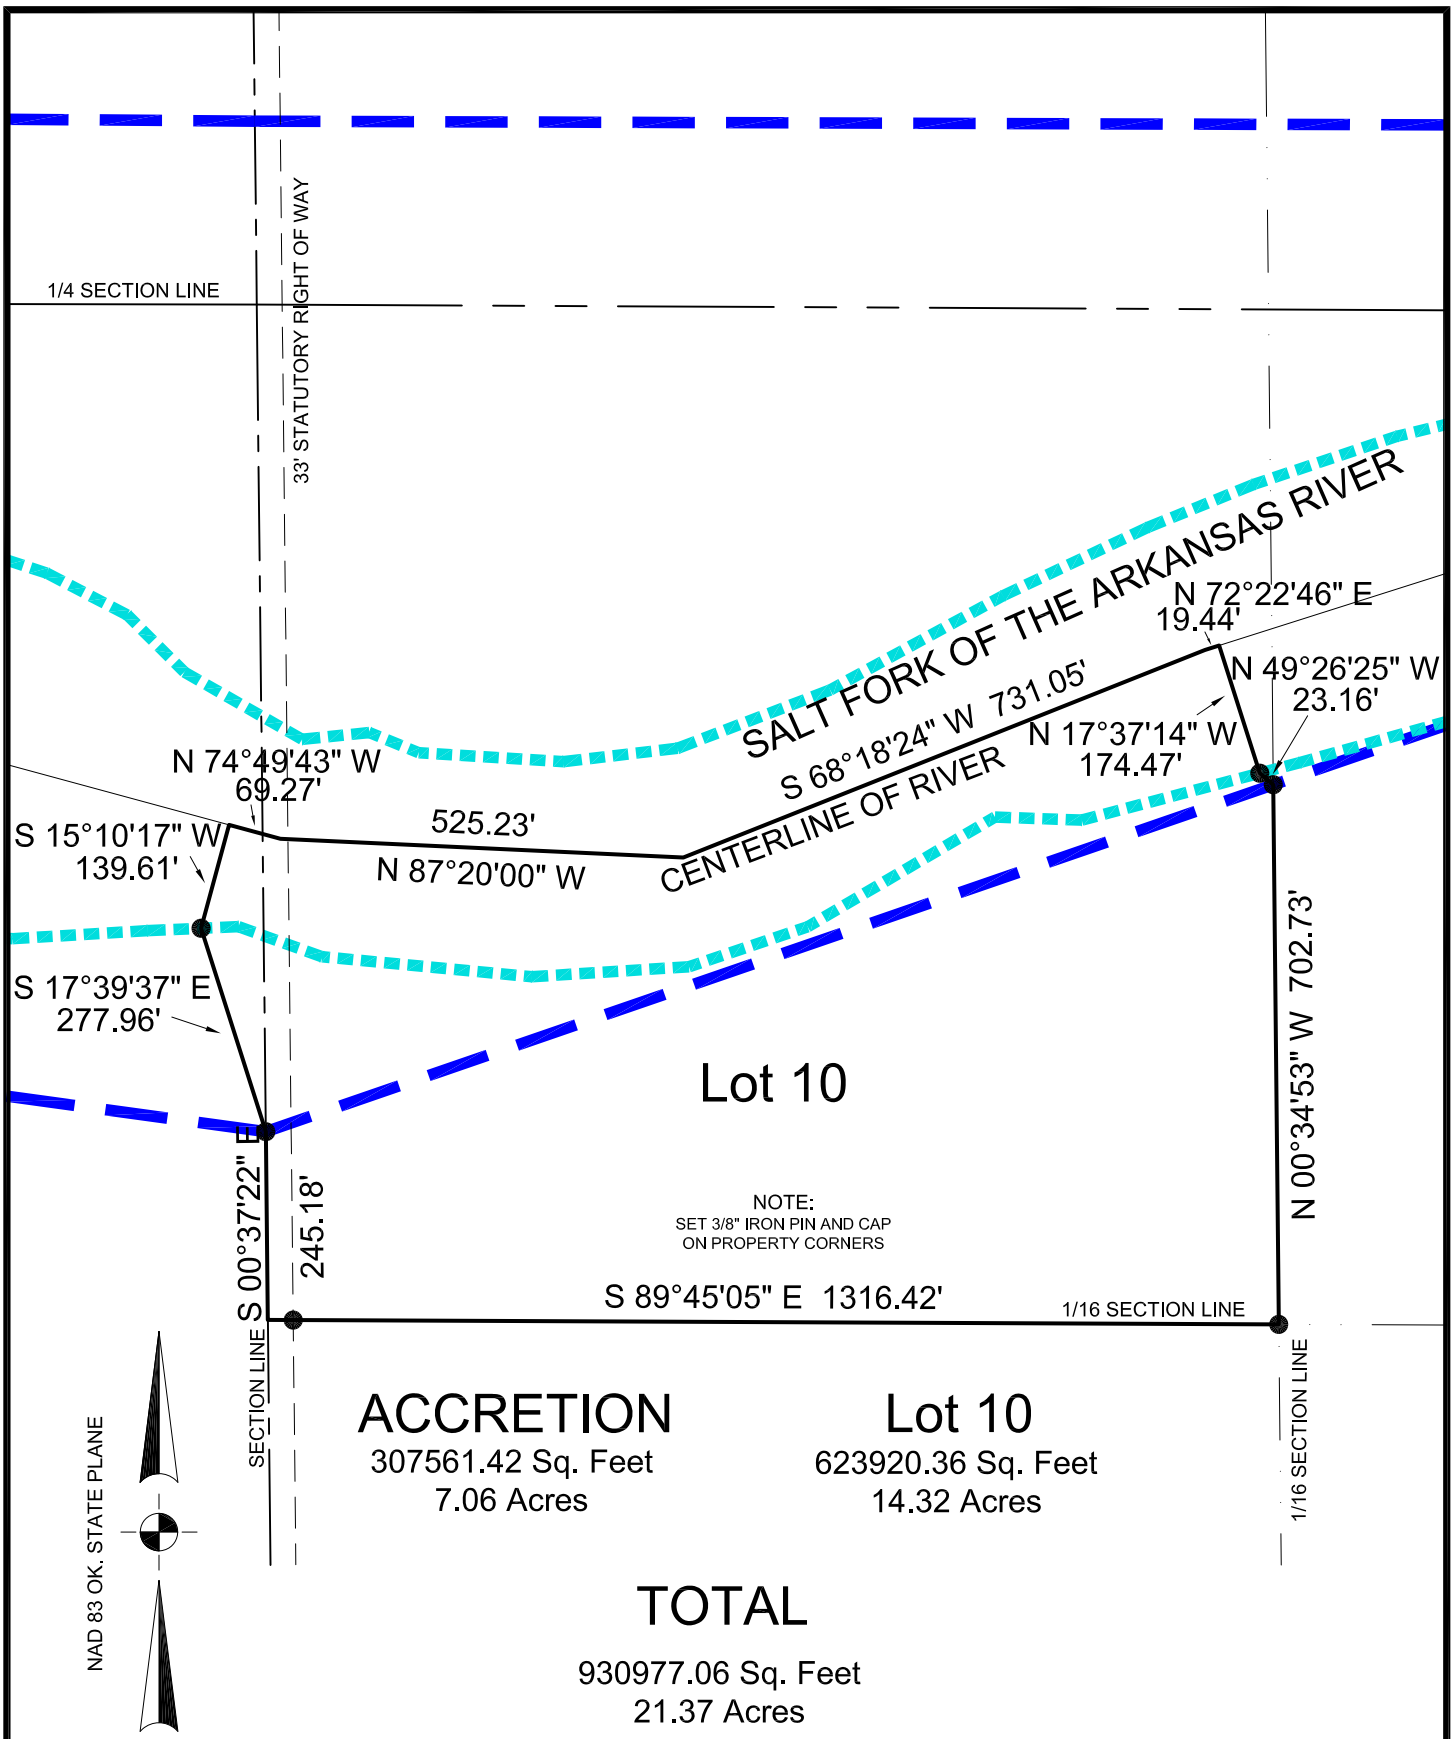 33' STATUTORY RIGHT OF WAY
1/4 SECTION LINE
SALT FORK OF THE ARKANSAS RIVER
N 72°22'46" E
19.44'
N 49°26'25" W
23.16'
S 68°18'24" W 731.05'
N 17°37'14" W
174.47'
CENTERLINE OF RIVER
N 74°49'43" W
69.27'
S 15°10'17" W
139.61'
525.23'
N 87°20'00" W
S 17°39'37" E
277.96'
N 00°34'53" W 702.73'
Lot 10
S 00°37'22" E
245.18'
NOTE:
SET 3/8" IRON PIN AND CAP
ON PROPERTY CORNERS
S 89°45'05" E 1316.42'
1/16 SECTION LINE
SECTION LINE
1/16 SECTION LINE
ACCRETION
307561.42 Sq. Feet
7.06 Acres
Lot 10
623920.36 Sq. Feet
14.32 Acres
NAD 83 OK. STATE PLANE
TOTAL
930977.06 Sq. Feet
21.37 Acres